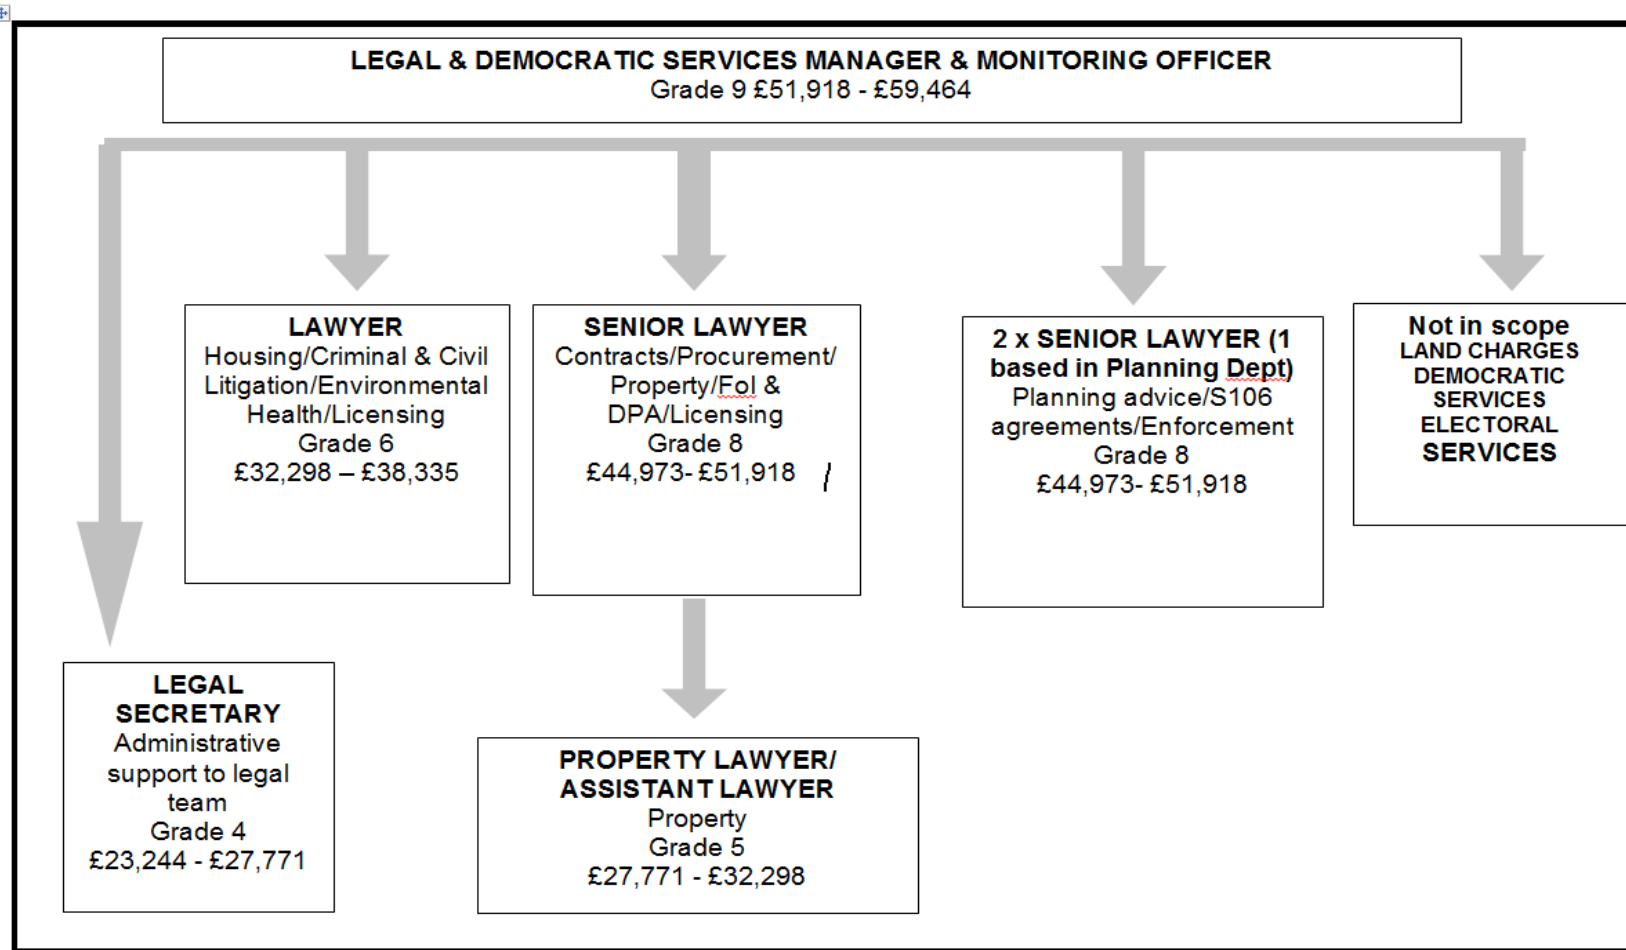 LEGAL & DEMOCRATIC SERVICES MANAGER & MONITORING OFFICER
Grade 9 £51,918 - £59,464
LAWYER
Housing/Criminal & Civil
Litigation/Environmental
Health/Licensing
Grade 6
£32,298 – £38,335
SENIOR LAWYER
Contracts/Procurement/
Property/FoI &
DPA/Licensing
Grade 8
£44,973- £51,918
2 x SENIOR LAWYER (1
based in Planning Dept)
Planning advice/S106
agreements/Enforcement
Grade 8
£44,973- £51,918
Not in scope
LAND CHARGES
DEMOCRATIC
SERVICES
ELECTORAL
SERVICES
LEGAL
SECRETARY
Administrative
support to legal
team
Grade 4
£23,244 - £27,771
PROPERTY LAWYER/
ASSISTANT LAWYER
Property
Grade 5
£27,771 - £32,298